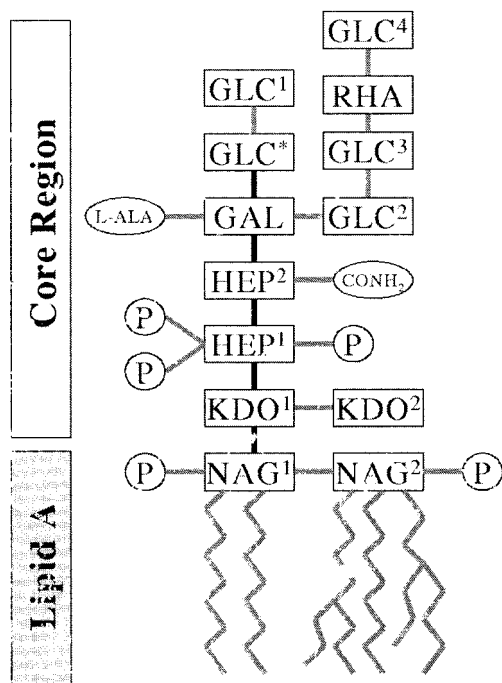 Core Region
Lipid A
GLC⁴
GLC¹ RHA
GLC* GLC³
L-ALA GAL GLC²
HEP² CONH₂
P
HEP¹ P
P
KDO¹ KDO²
P NAG¹ NAG² P